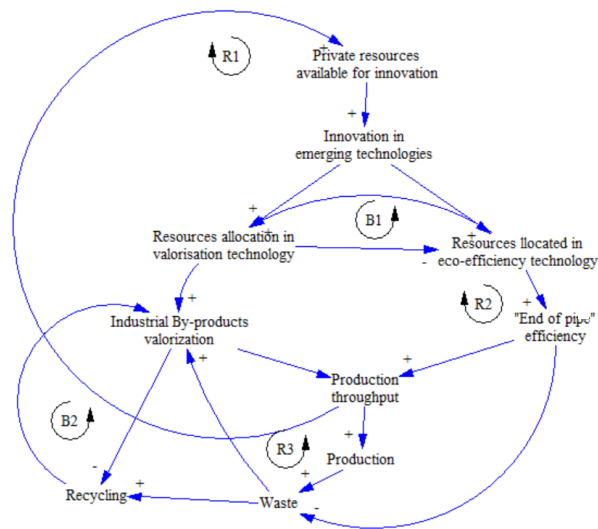 R1
+
Private resources
available for innovation
+
Innovation in
emerging technologies
+
+
B1
+
Resources allocation in
valorisation technology
-
Resources llocated in
eco-efficiency technology
R2
+
+
Industrial By-products
valorization
"End of pipe"
efficiency
+
+
Production
throughput
B2
R3
+
Production
-
+
+
Recycling
Waste
-